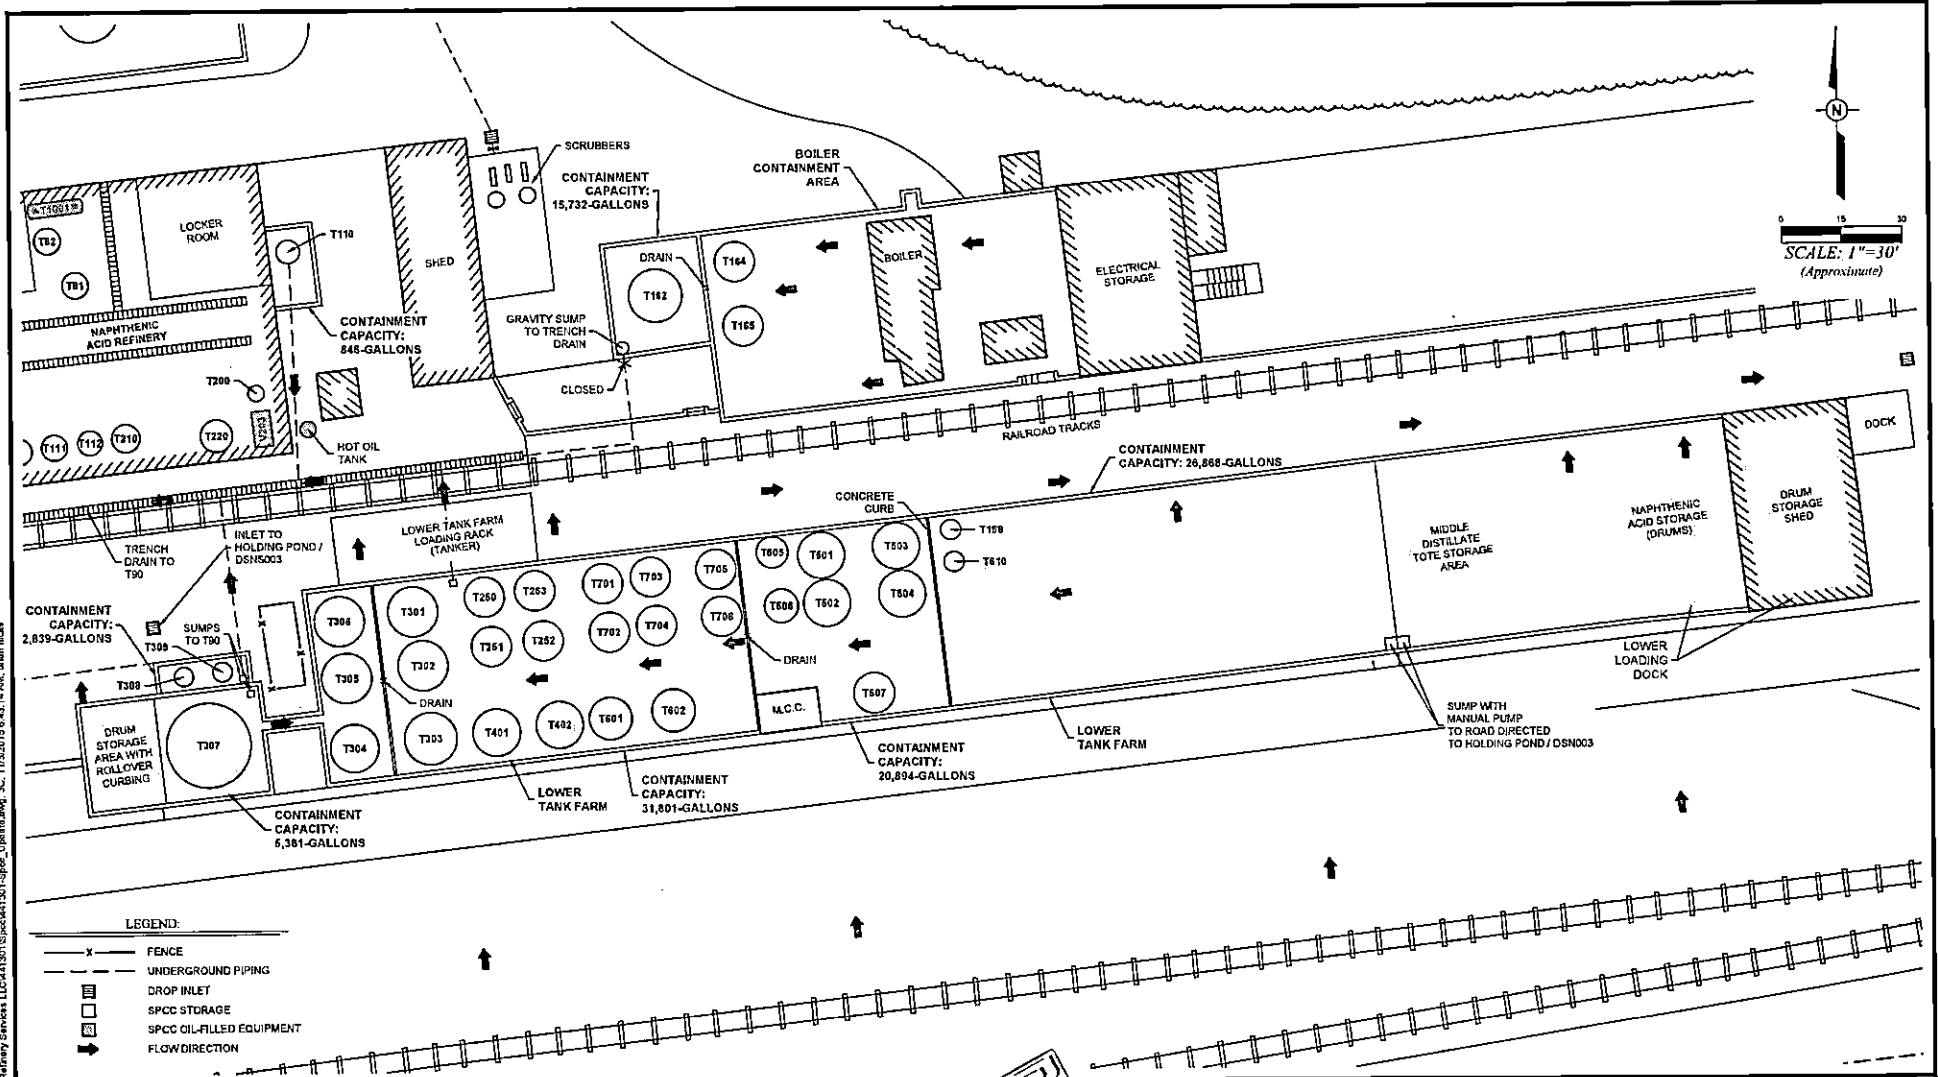 SCRUBBERS
BOILER
CONTAINMENT
AREA
CONTAINMENT
CAPACITY:
15,732-GALLONS
N
0 15 30
SCALE: 1"=30'
(Approximate)
T1001
T82
T81
LOCKER
ROOM
T110
SHED
DRAIN
T162
T164
T165
BOILER
ELECTRICAL
STORAGE
NAPHTHENIC
ACID REFINERY
CONTAINMENT
CAPACITY:
846-GALLONS
GRAVITY SUMP
TO TRENCH
DRAIN
CLOSED
T200
V203
T111
T112
T210
T220
HOT OIL
TANK
RAILROAD TRACKS
CONTAINMENT
CAPACITY: 26,868-GALLONS
DOCK
DRUM
STORAGE
SHED
NAPHTHENIC
ACID STORAGE
(DRUMS)
MIDDLE
DISTILLATE
TOTE STORAGE
AREA
CONCRETE
CURB
T159
T510
TRENCH
DRAIN TO
T90
INLET TO
HOLDING POND /
DSN003
LOWER TANK FARM
LOADING RACK
(TANKER)
T505
T501
T503
T506
T502
T504
T507
T250
T253
T701
T703
T705
T251
T252
T702
T704
T706
T301
T302
T303
T306
T305
T304
T401
T402
T601
T602
M.C.C.
DRAIN
DRAIN
CONTAINMENT
CAPACITY:
2,839-GALLONS
SUMPS
TO T90
T309
T308
T307
DRUM
STORAGE
AREA WITH
ROLLOVER
CURBING
CONTAINMENT
CAPACITY:
5,381-GALLONS
LOWER
TANK FARM
CONTAINMENT
CAPACITY:
31,801-GALLONS
CONTAINMENT
CAPACITY:
20,894-GALLONS
LOWER
TANK FARM
SUMP WITH
MANUAL PUMP
TO ROAD DIRECTED
TO HOLDING POND / DSN003
LOWER
LOADING
DOCK
LEGEND:
FENCE
UNDERGROUND PIPING
DROP INLET
SPCC STORAGE
SPCC OIL-FILLED EQUIPMENT
FLOW DIRECTION